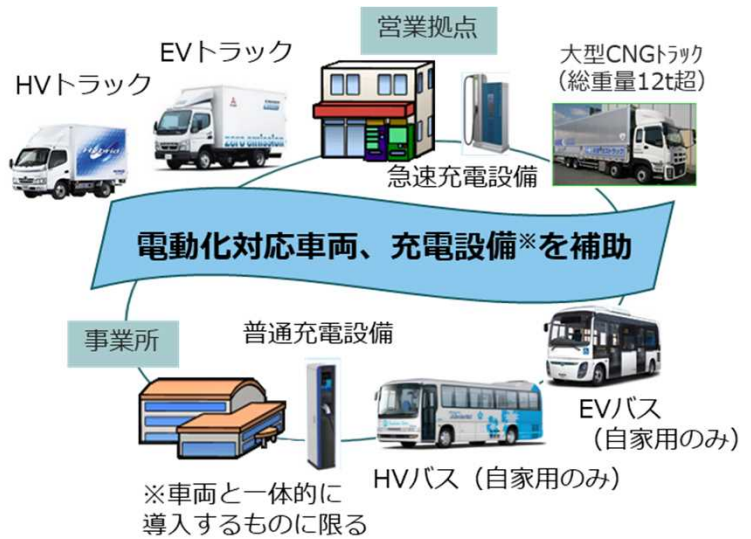 営業拠点
EVトラック
HVトラック
大型CNGトラック
(総重量12t超)
Hybrid
zero emission
急速充電設備
電動化対応車両、充電設備※を補助
事業所
普通充電設備
EVバス
(自家用のみ)
HVバス(自家用のみ)
※車両と一体的に
導入するものに限る